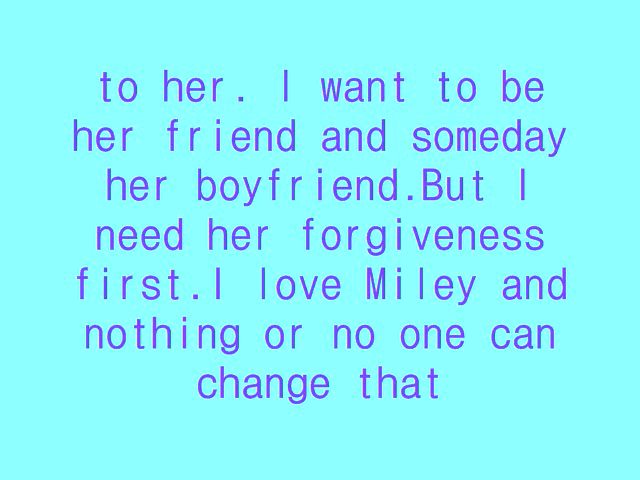 to her. I want to be
her friend and someday
her boyfriend.But I
need her forgiveness
first.I love Miley and
nothing or no one can
change that